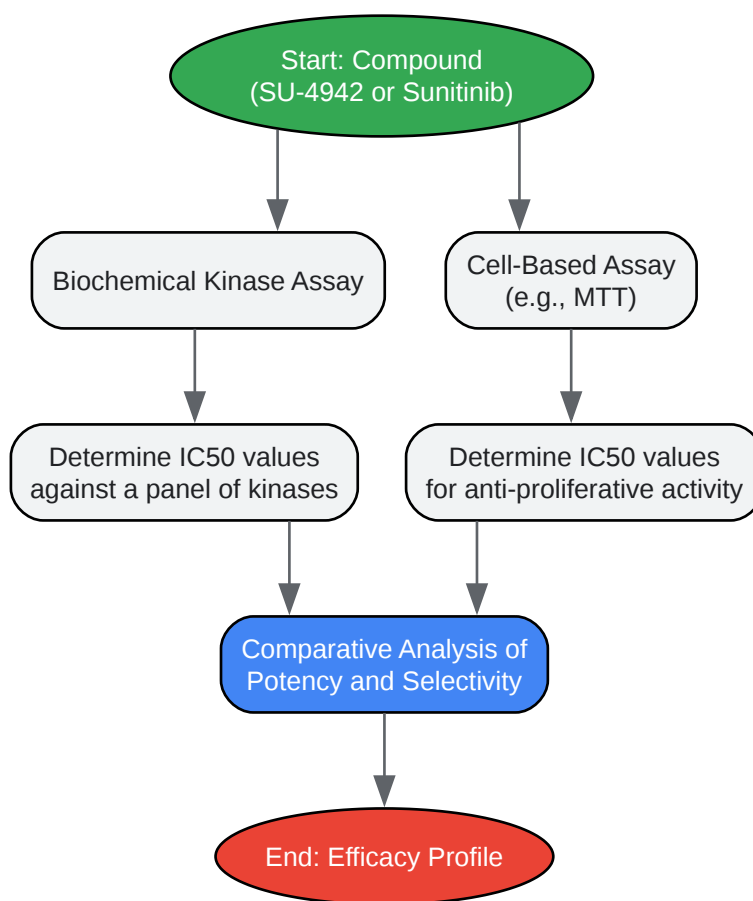 Start: Compound
(SU-4942 or Sunitinib)
Biochemical Kinase Assay
Cell-Based Assay
(e.g., MTT)
Determine IC50 values
against a panel of kinases
Determine IC50 values
for anti-proliferative activity
Comparative Analysis of
Potency and Selectivity
End: Efficacy Profile